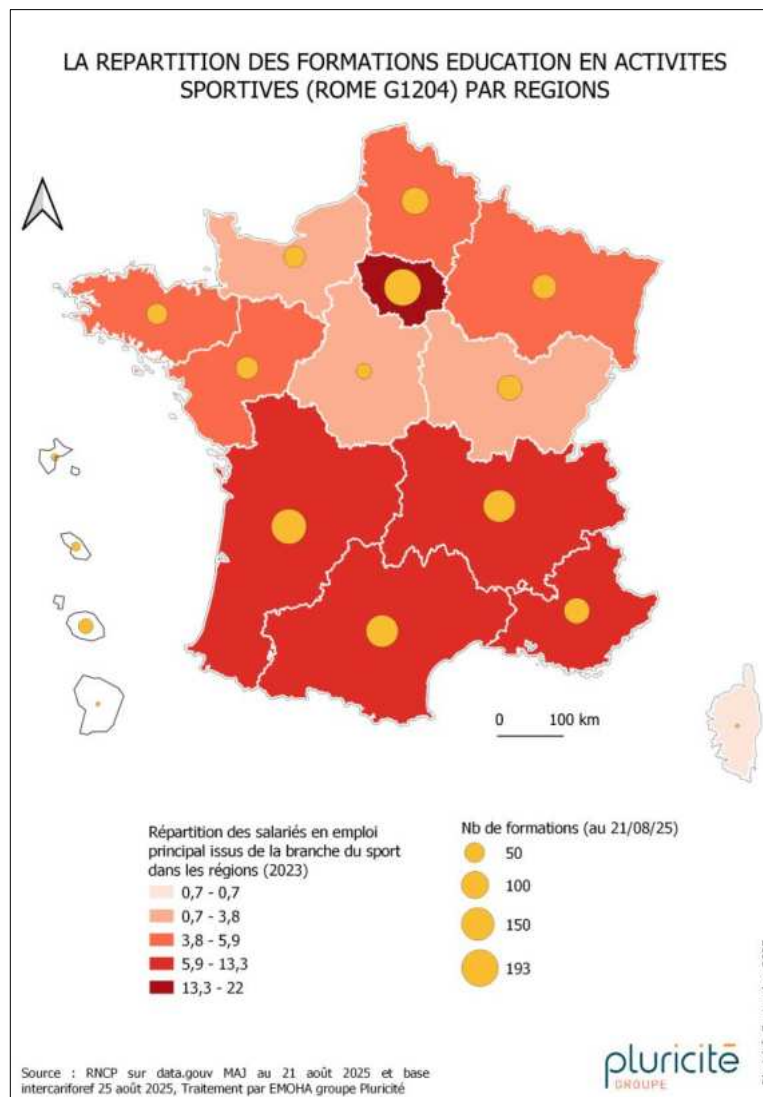 LA REPARTITION DES FORMATIONS EDUCATION EN ACTIVITES
SPORTIVES (ROME G1204) PAR REGIONS
0 100 km
Répartition des salariés en emploi
principal issus de la branche du sport
dans les régions (2023)
0,7 - 0,7
0,7 - 3,8
3,8 - 5,9
5,9 - 13,3
13,3 - 22
Nb de formations (au 21/08/25)
50
100
150
193
Source : RNCP sur data.gouv MAJ au 21 août 2025 et base
intercariforef 25 août 2025, Traitement par EMOHA groupe Pluricité
pluricité
GROUPE